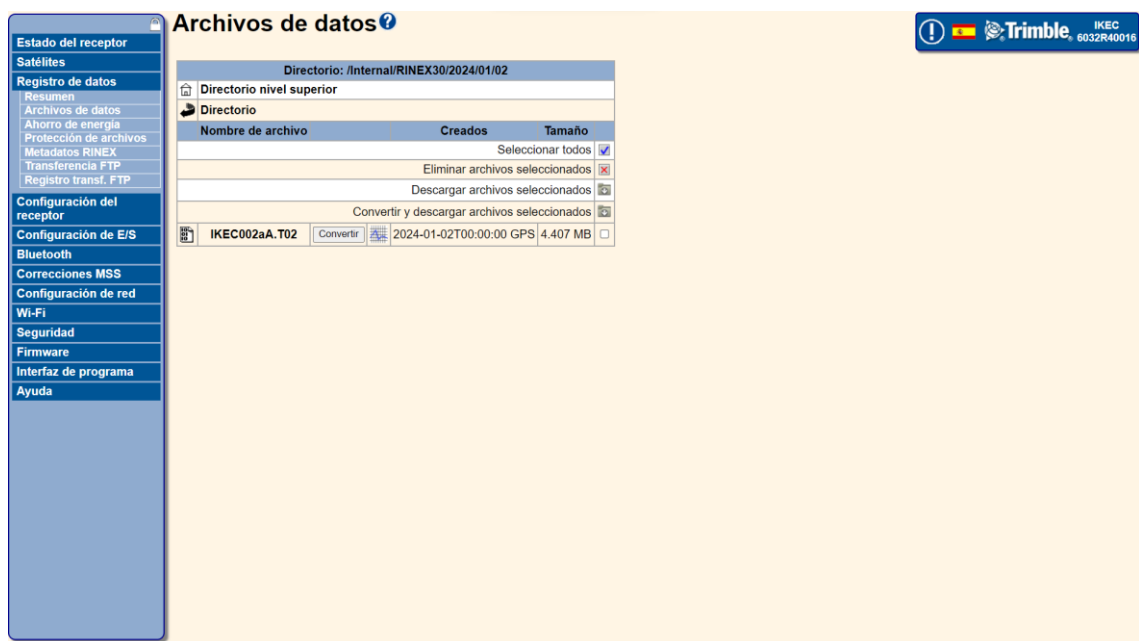 Archivos de datos?
Trimble. IKEC
6032R40016
Estado del receptor
Satélites
Registro de datos
Resumen
Archivos de datos
Ahorro de energía
Protección de archivos
Metadatos RINEX
Transferencia FTP
Registro transf. FTP
Configuración del
receptor
Configuración de E/S
Bluetooth
Correcciones MSS
Configuración de red
Wi-Fi
Seguridad
Firmware
Interfaz de programa
Ayuda
Directorio: /Internal/RINEX30/2024/01/02
Directorio nivel superior
Directorio
Nombre de archivo Creados Tamaño
Seleccionar todos
Eliminar archivos seleccionados
Descargar archivos seleccionados
Convertir y descargar archivos seleccionados
IKEC002aA.T02 Convertir 2024-01-02T00:00:00 GPS 4.407 MB